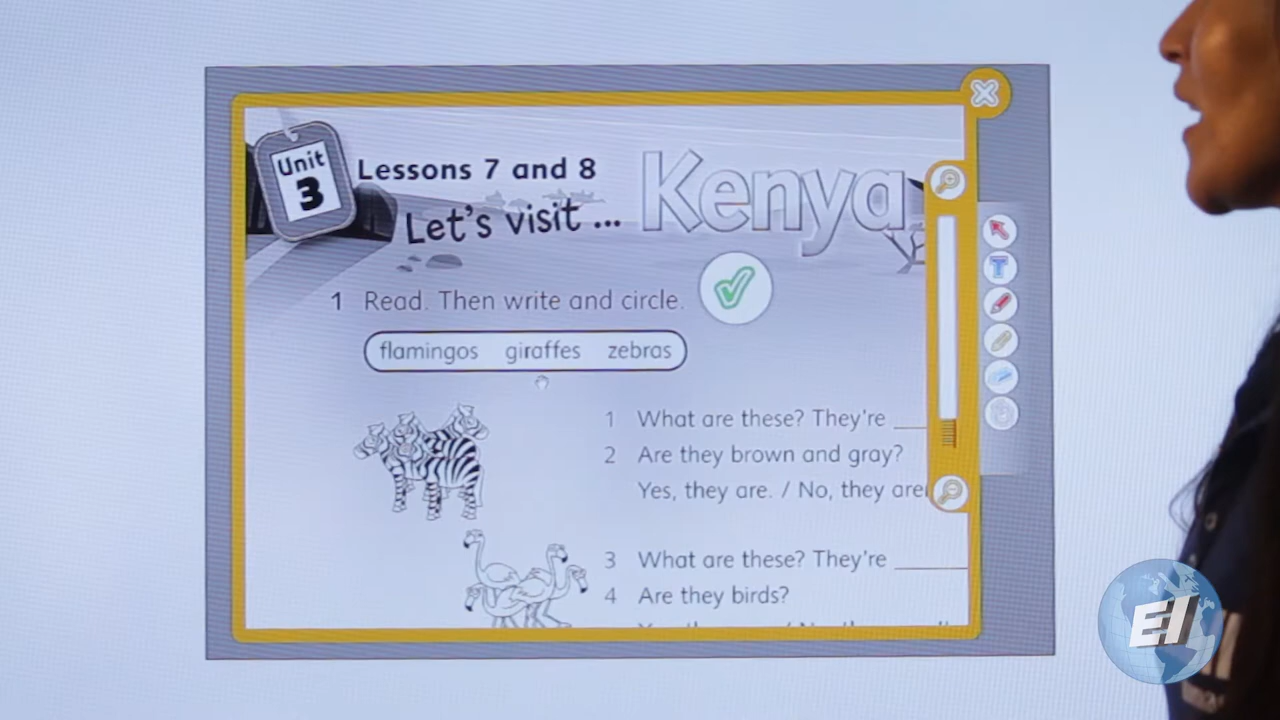 Unit
3
Lessons 7 and 8
Let's visit ...
Kenya
1 Read. Then write and circle.
flamingos giraffes zebras
1 What are these? They're ____
2 Are they brown and gray?
Yes, they are. / No, they are
3 What are these? They're ____
4 Are they birds?
T
EI